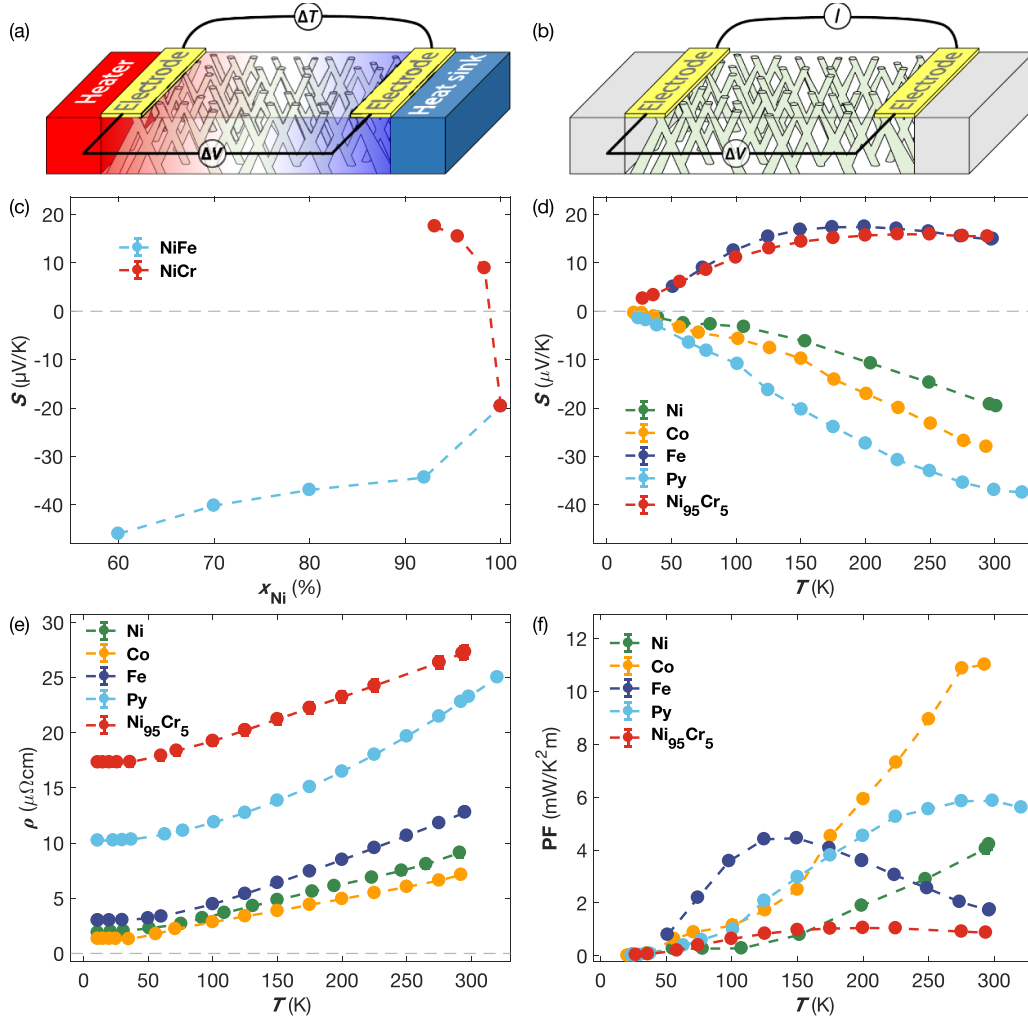 (a)
ΔT
Heater
Electrode
Electrode
Heat sink
ΔV
(b)
I
Electrode
Electrode
ΔV
(c)
20
10
0
-10
-20
-30
-40
S (µV/K)
NiFe
NiCr
60
70
80
90
100
xNi (%)
(d)
20
10
0
-10
-20
-30
-40
S (µV/K)
Ni
Co
Fe
Py
Ni95Cr5
0
50
100
150
200
250
300
T (K)
(e)
30
25
20
15
10
5
0
ρ (µΩcm)
Ni
Co
Fe
Py
Ni95Cr5
0
50
100
150
200
250
300
T (K)
(f)
12
10
8
6
4
2
0
PF (mW/K²m)
Ni
Co
Fe
Py
Ni95Cr5
0
50
100
150
200
250
300
T (K)